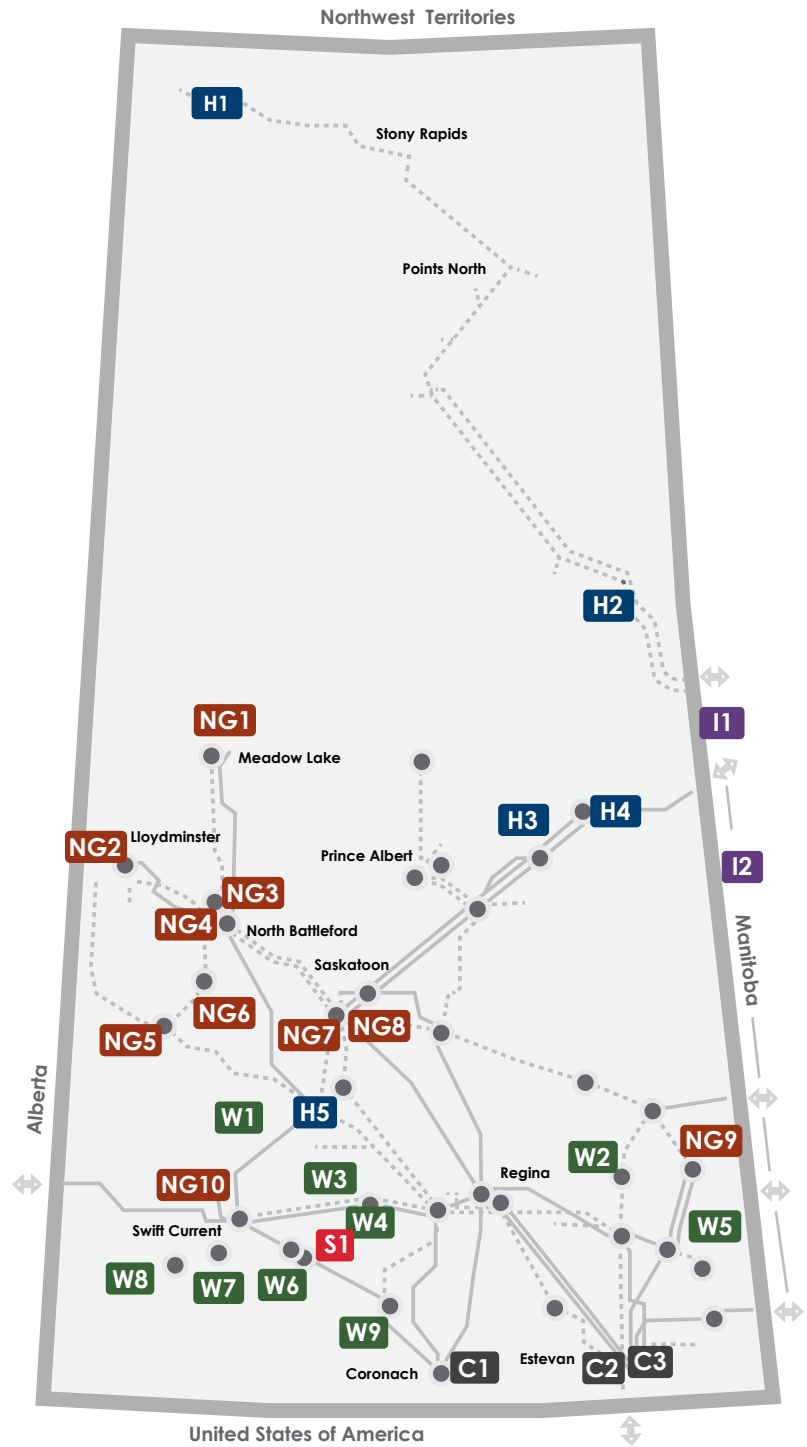 Northwest Territories
H1
Stony Rapids
Points North
H2
NG1
I1
Meadow Lake
H3
H4
NG2
Lloydminster
Prince Albert
I2
NG3
NG4
North Battleford
Manitoba
Saskatoon
NG6
NG5
NG7
NG8
Alberta
W1
H5
NG9
W2
NG10
W3
Regina
W4
W5
Swift Current
S1
W8
W7
W6
W9
Coronach
C1
Estevan
C2
C3
United States of America